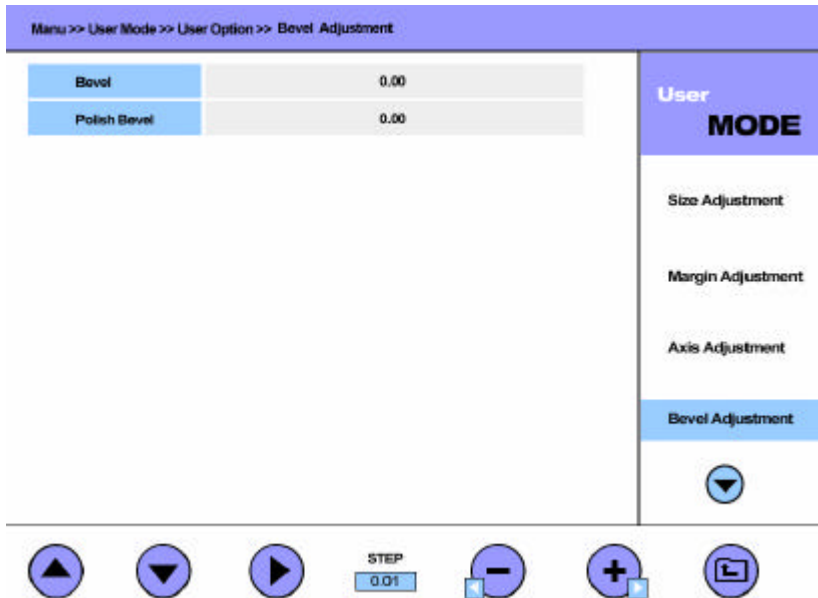 Manu >> User Mode >> User Option >> Bevel Adjustment
Bevel 0.00
Polish Bevel 0.00
User
MODE
Size Adjustment
Margin Adjustment
Axis Adjustment
Bevel Adjustment
STEP
0.01